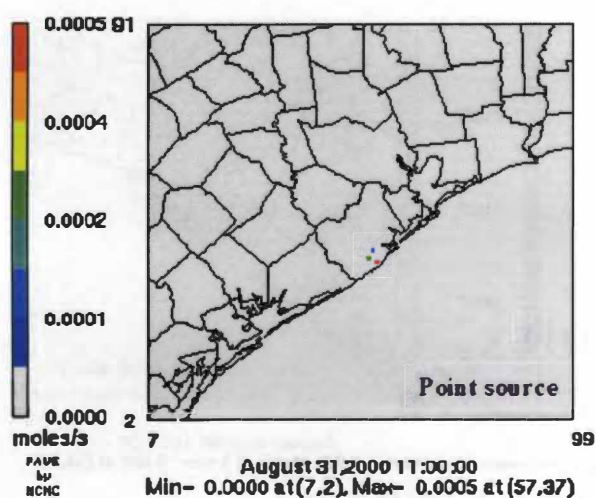 0.0005 91
0.0004
0.0002
0.0001
0.0000 2
moles/s
7 99
PAVE
by
MCNC
Point source
August 31,2000 11:00:00
Min- 0.0000 at (7,2), Max- 0.0005 at (57,37)